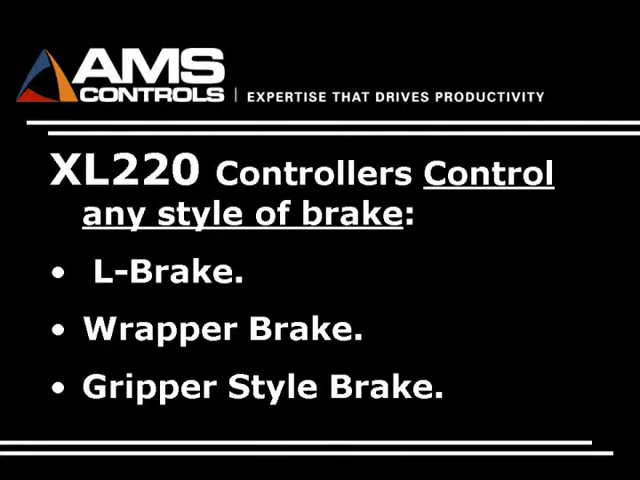 AMS
CONTROLS | EXPERTISE THAT DRIVES PRODUCTIVITY
XL220 Controllers Control
any style of brake:
• L-Brake.
• Wrapper Brake.
• Gripper Style Brake.